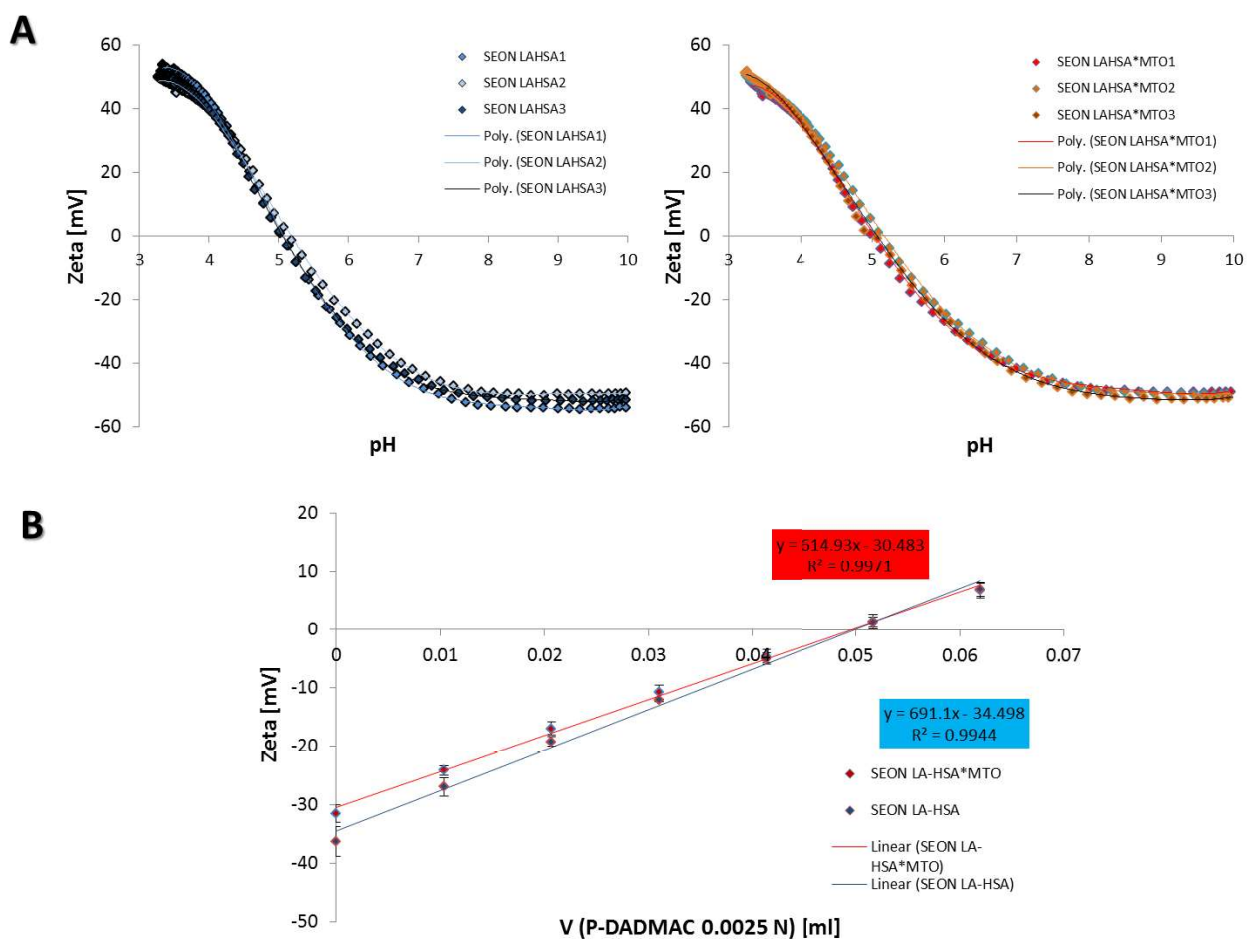 A
60
40
20
0
-20
-40
-60
3 4 5 6 7 8 9 10
Zeta [mV]
pH
SEON LAHSA1
SEON LAHSA2
SEON LAHSA3
Poly. (SEON LAHSA1)
Poly. (SEON LAHSA2)
Poly. (SEON LAHSA3)
60
40
20
0
-20
-40
-60
3 4 5 6 7 8 9 10
Zeta [mV]
pH
SEON LAHSA*MTO1
SEON LAHSA*MTO2
SEON LAHSA*MTO3
Poly. (SEON LAHSA*MTO1)
Poly. (SEON LAHSA*MTO2)
Poly. (SEON LAHSA*MTO3)
B
20
10
0
-10
-20
-30
-40
-50
0 0.01 0.02 0.03 0.04 0.05 0.06 0.07
Zeta [mV]
V (P-DADMAC 0.0025 N) [ml]
y = 614.93x - 30.483
R² = 0.9971
y = 691.1x - 34.498
R² = 0.9944
SEON LA-HSA*MTO
SEON LA-HSA
Linear (SEON LA-
HSA*MTO)
Linear (SEON LA-HSA)